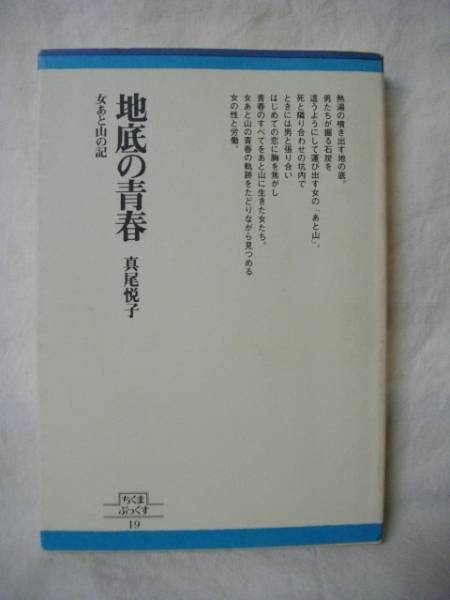 熱湯の噴き出す地の底。
男たちが掘る石炭を
這うようにして運び出す女の「あと山」。
死と隣り合わせの坑内で
ときには男と張り合い
はじめての恋に胸を焦がし
青春のすべてをあと山に生きた女たち。
女あと山の青春の軌跡をたどりながら見つめる
女の性と労働。
地底の青春
女あと山の記
真尾悦子
ちくま
ぶっくす
19